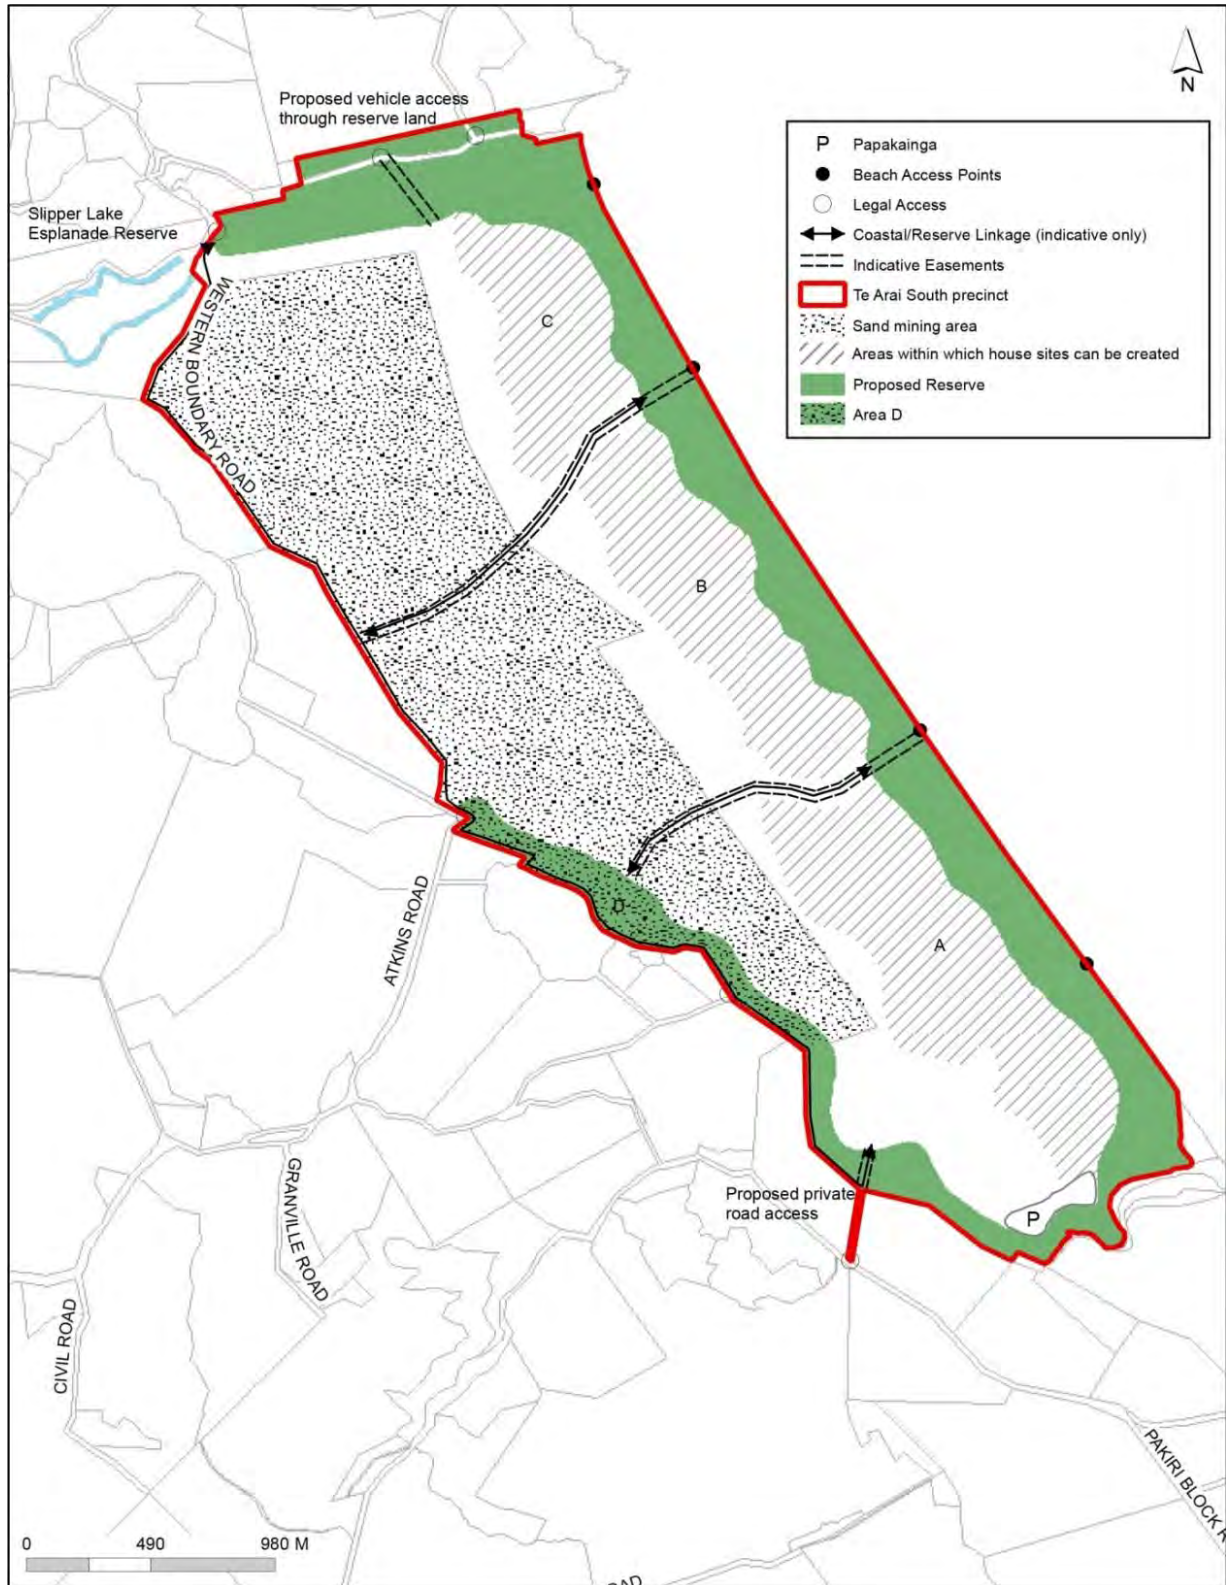 Proposed vehicle access
through reserve land
N
P Papakainga
Beach Access Points
Legal Access
Coastal/Reserve Linkage (indicative only)
Indicative Easements
Te Arai South precinct
Sand mining area
Areas within which house sites can be created
Proposed Reserve
Area D
Slipper Lake
Esplanade Reserve
WESTERN BOUNDARY ROAD
C
B
A
D
ATKINS ROAD
GRANVILLE ROAD
CIVIL ROAD
Proposed private
road access
P
PAKIRI BLOCK R
0 490 980 M
OAD